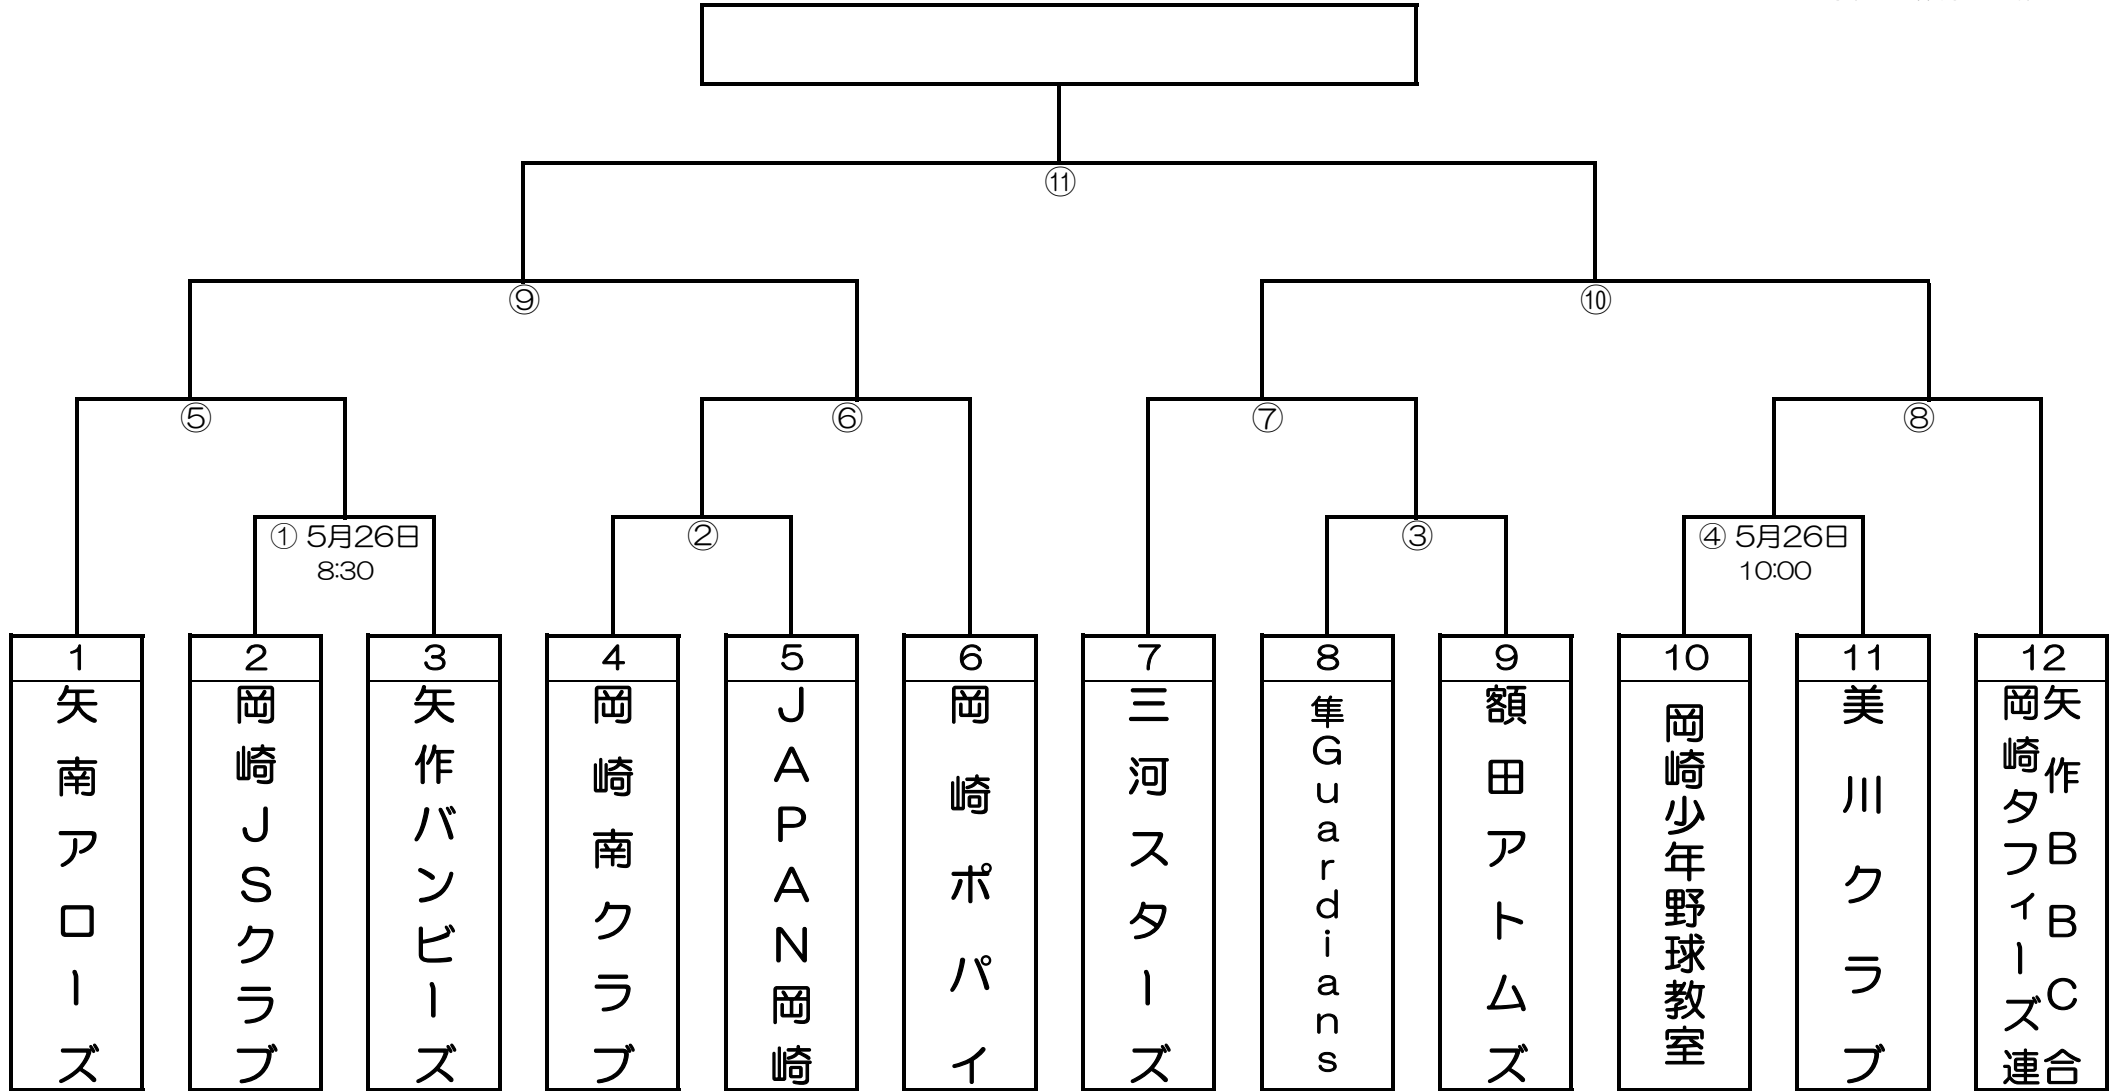 ⑪
⑨
⑩
⑤
⑥
⑦
⑧
① 5月26日
8:30
②
③
④ 5月26日
10:00
1
矢南アローズ
2
岡崎JSクラブ
3
矢作バンビーズ
4
岡崎南クラブ
5
JAPAN岡崎
6
岡崎ポパイ
7
三河スターズ
8
隼Guardians
9
額田アトムズ
10
岡崎少年野球教室
11
美川クラブ
12
矢作BBC合
岡崎タフィーズ連